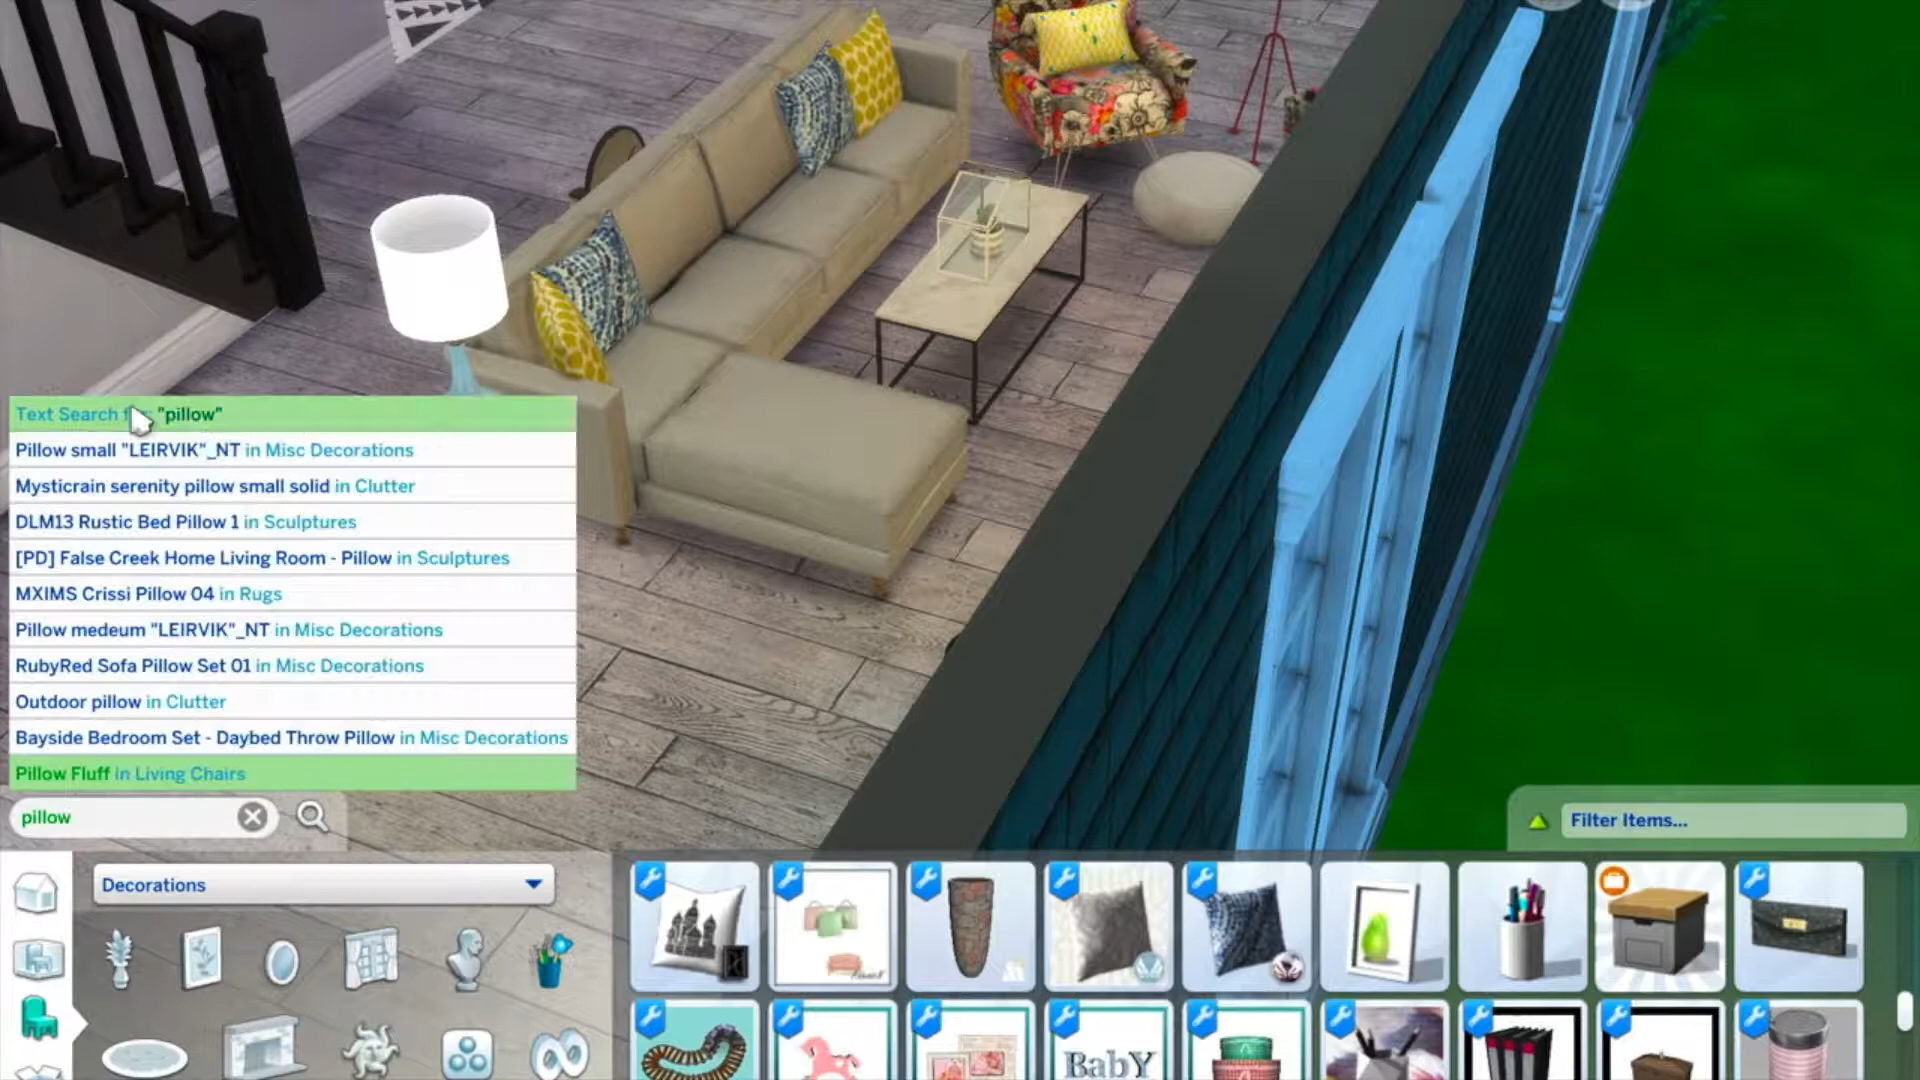 Text Search f "pillow"
Pillow small "LEIRVIK"_NT in Misc Decorations
Mysticrain serenity pillow small solid in Clutter
DLM13 Rustic Bed Pillow 1 in Sculptures
[PD] False Creek Home Living Room - Pillow in Sculptures
MXIMS Crissi Pillow 04 in Rugs
Pillow medeum "LEIRVIK"_NT in Misc Decorations
RubyRed Sofa Pillow Set 01 in Misc Decorations
Outdoor pillow in Clutter
Bayside Bedroom Set - Daybed Throw Pillow in Misc Decorations
Pillow Fluff in Living Chairs
pillow
Filter Items...
Decorations
BabY